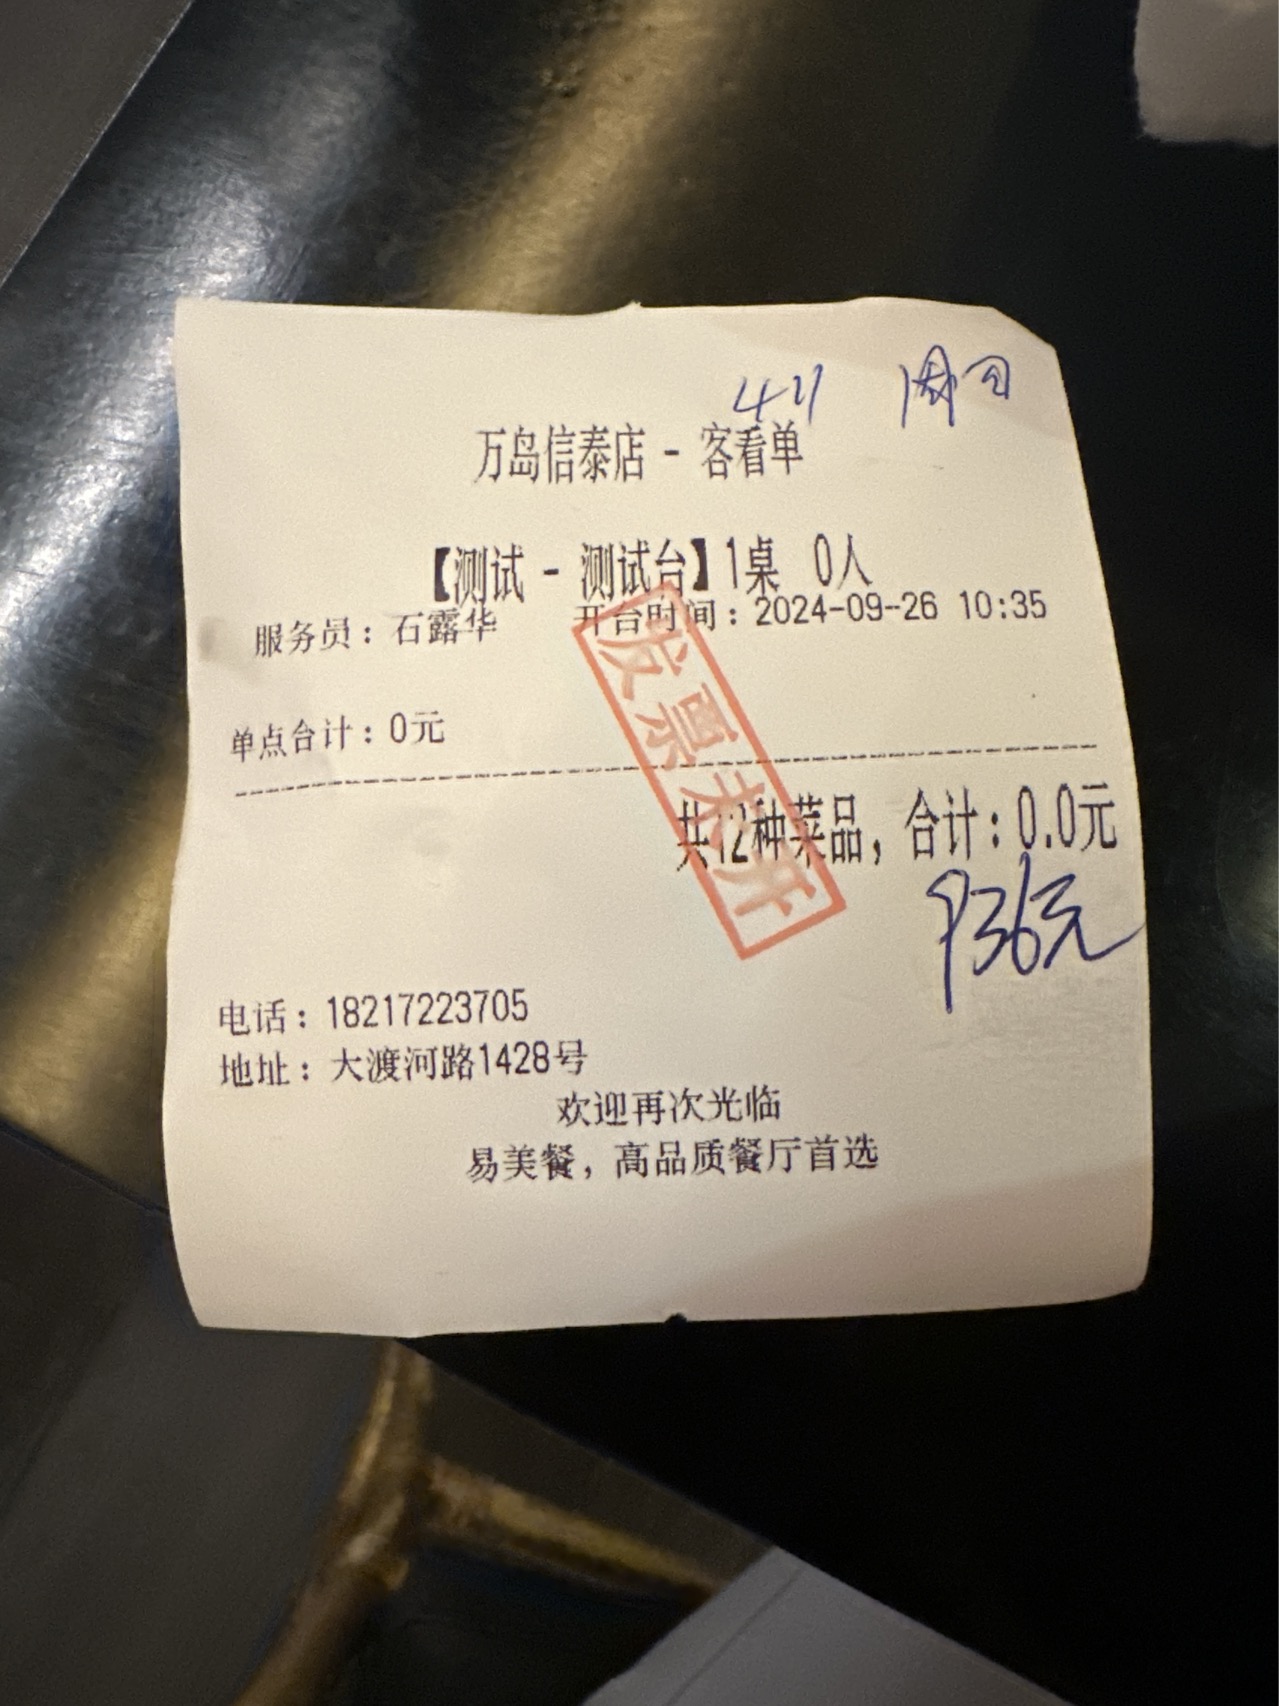 411 周四
万岛信泰店 - 客看单
【测试 - 测试台】1桌 0人
服务员：石露华 开台时间：2024-09-26 10:35
单点合计：0元
发票未开
共12种菜品，合计：0.0元
936元
电话：18217223705
地址：大渡河路1428号
欢迎再次光临
易美餐，高品质餐厅首选